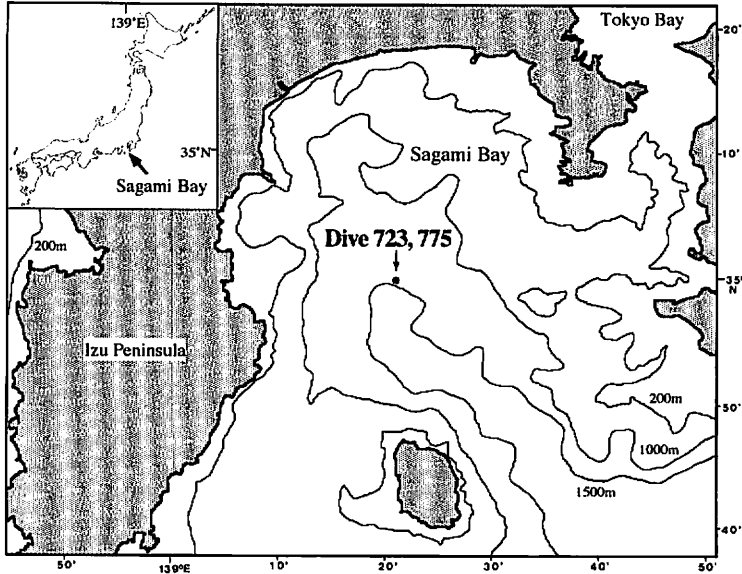 139°E
Tokyo Bay
20'
35°N
Sagami Bay
Sagami Bay
10'
200m
Dive 723, 775
35°
N
Izu Peninsula
200m
50'
1000m
1500m
40'
50'
139°E
10'
20'
30'
40'
50'